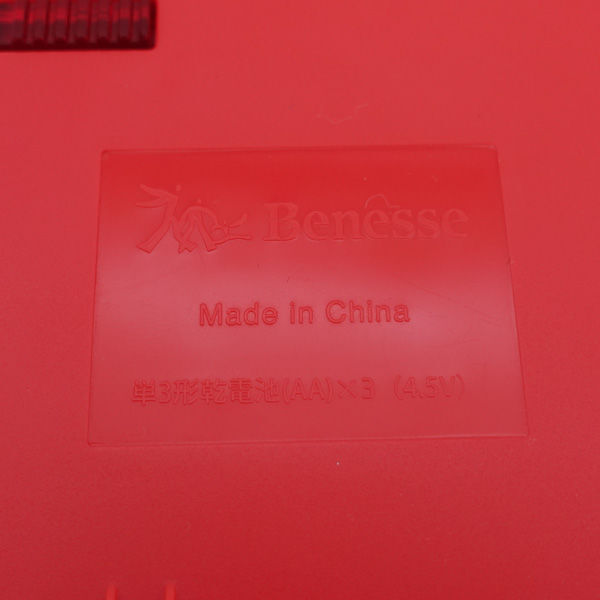 Benesse
Made in China
単3形乾電池(AA)×3 (4.5V)